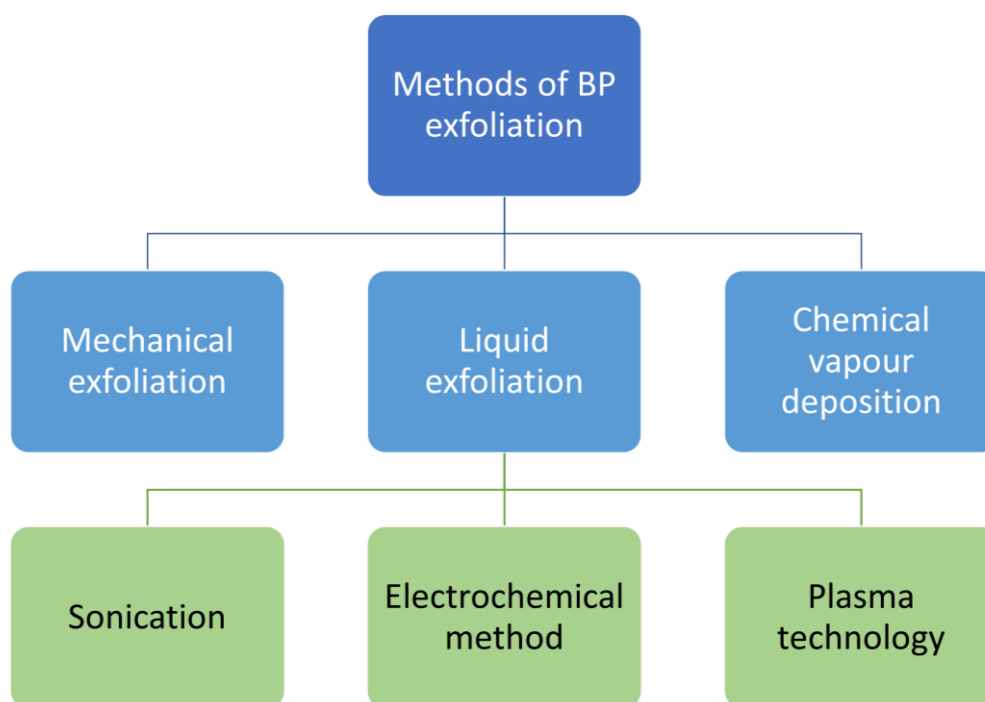 Methods of BP
exfoliation
Mechanical
exfoliation
Liquid
exfoliation
Chemical
vapour
deposition
Sonication
Electrochemical
method
Plasma
technology